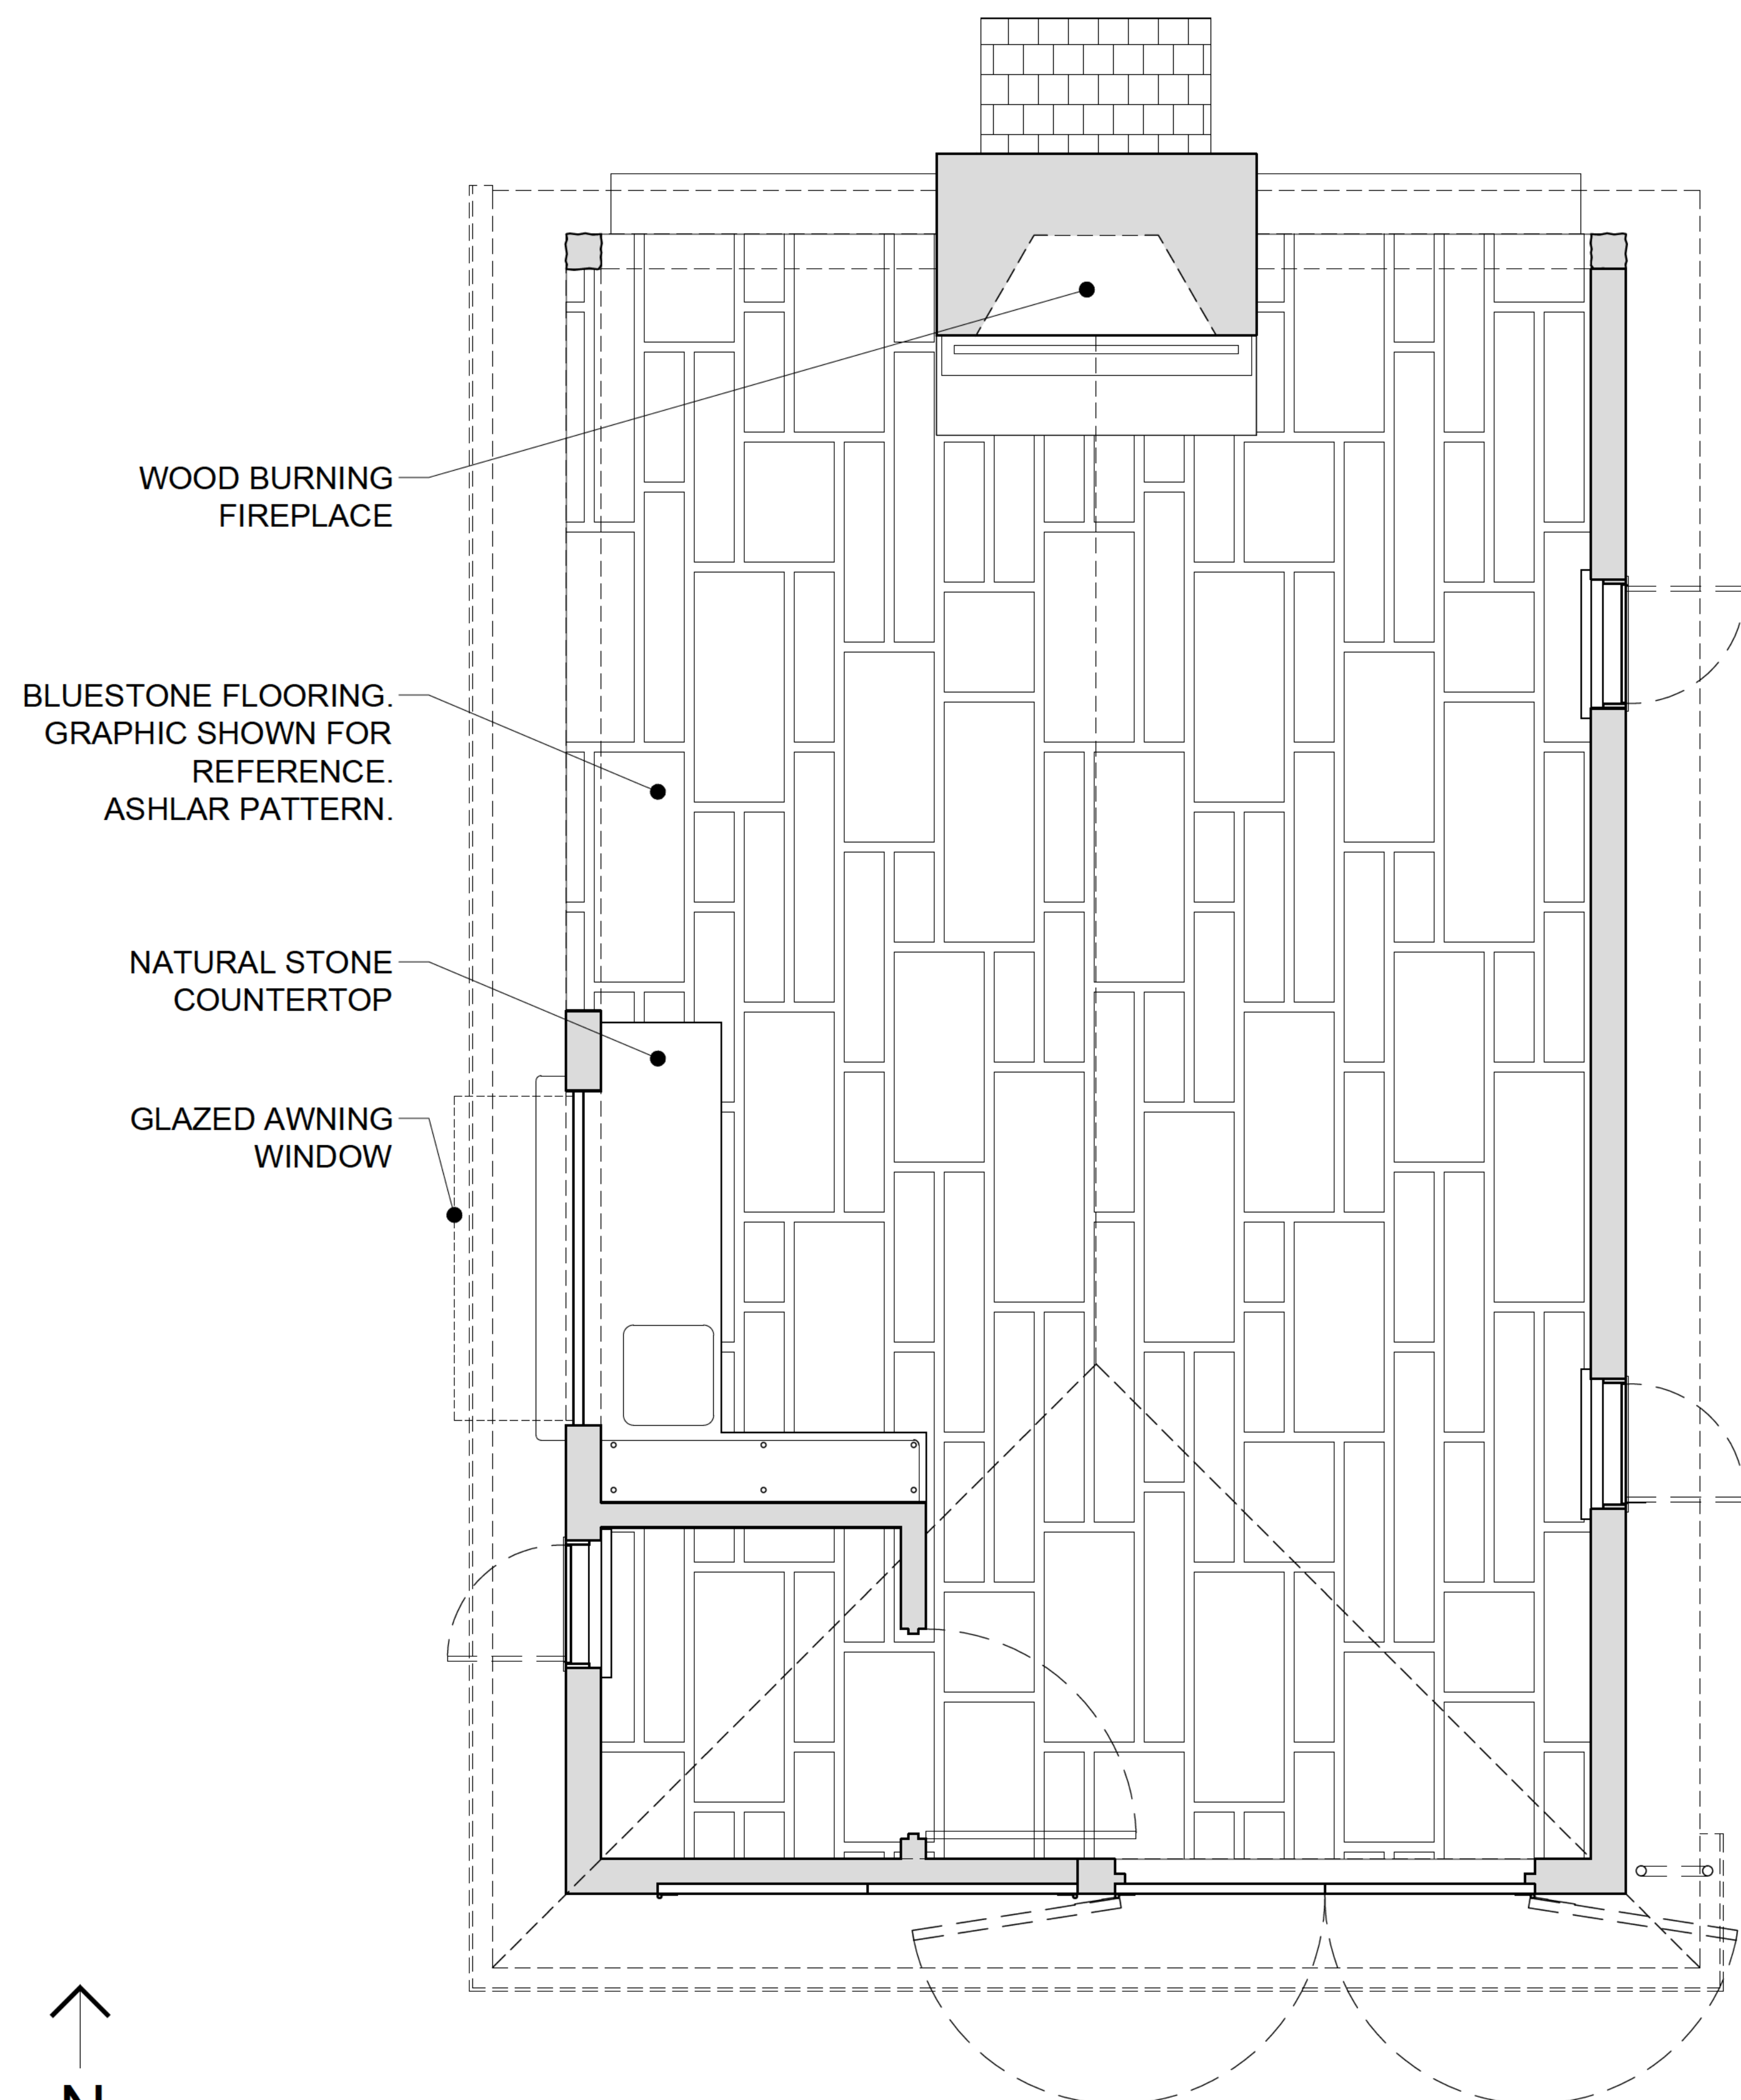 WOOD BURNING
FIREPLACE
BLUESTONE FLOORING.
GRAPHIC SHOWN FOR
REFERENCE.
ASHLAR PATTERN.
NATURAL STONE
COUNTERTOP
GLAZED AWNING
WINDOW
N